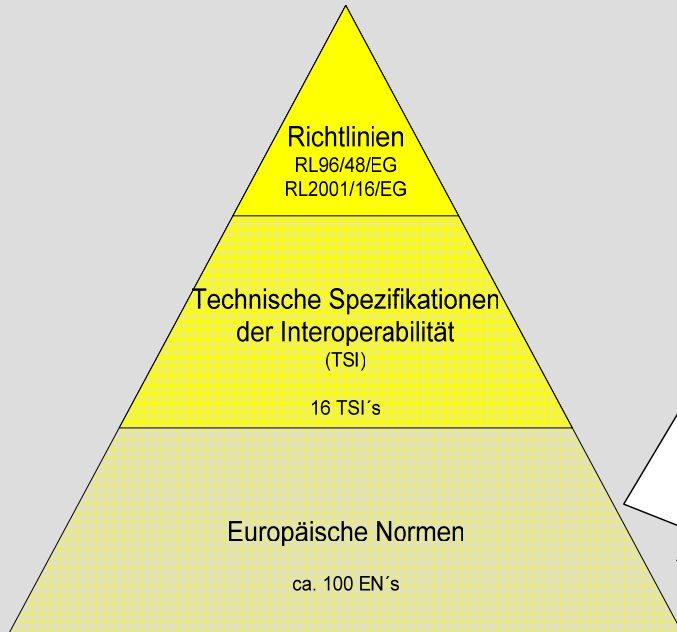 Richtlinien
RL96/48/EG
RL2001/16/EG
Technische Spezifikationen
der Interoperabilität
(TSI)
16 TSI´s
Europäische Normen
ca. 100 EN´s